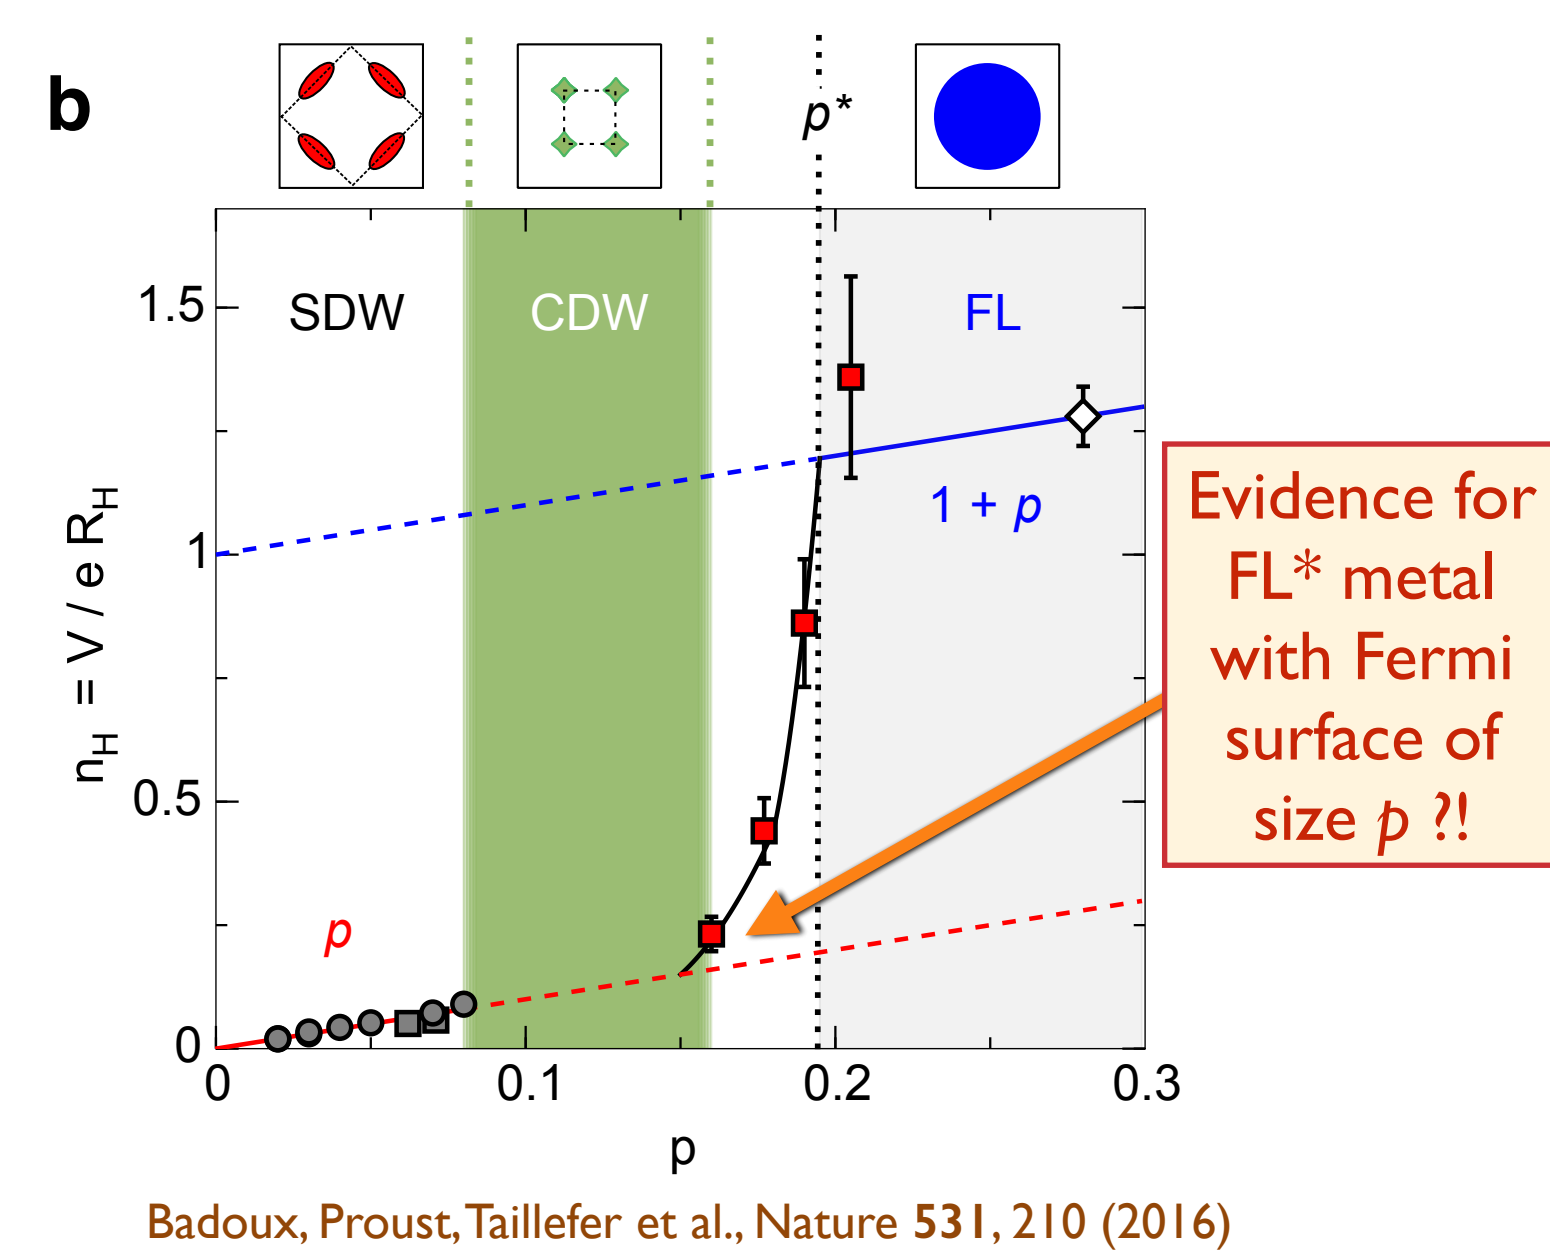 b
p*
SDW
CDW
FL
1.5
1
0.5
0
n_H = V / e R_H
1 + p
p
0
0.1
0.2
0.3
p
Evidence for
FL* metal
with Fermi
surface of
size p ?!
Badoux, Proust, Taillefer et al., Nature 531, 210 (2016)